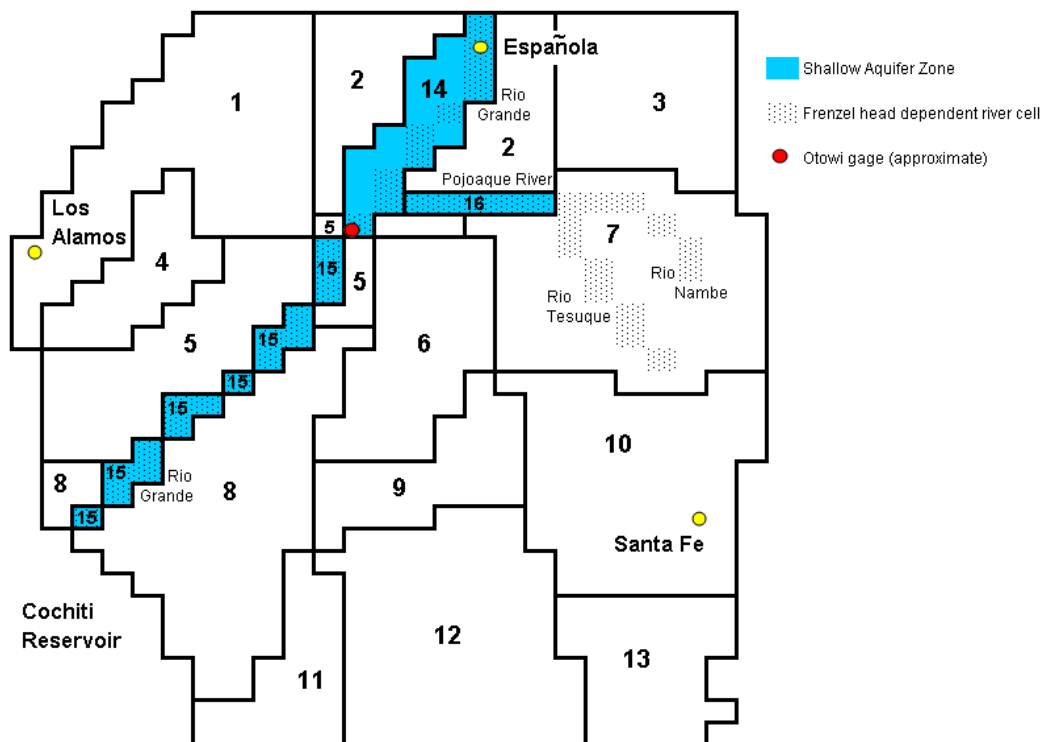 Española
Shallow Aquifer Zone
2
14
1
Rio
Grande
3
Frenzel head dependent river cell
2
Otowi gage (approximate)
Pojoaque River
16
Los
Alamos
5
7
4
15
5
Rio
Nambe
Rio
Tesuque
5
15
6
15
15
10
15
Rio
Grande
8
8
9
15
Santa Fe
Cochiti
Reservoir
12
13
11